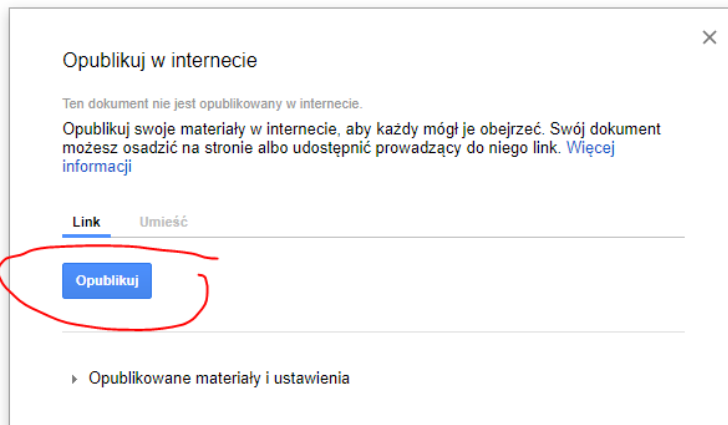 Opublikuj w internecie
Ten dokument nie jest opublikowany w internecie.
Opublikuj swoje materiały w internecie, aby każdy mógł je obejrzeć. Swój dokument
możesz osadzić na stronie albo udostępnić prowadzący do niego link. Więcej
informacji
Link Umieść
Opublikuj
Opublikowane materiały i ustawienia